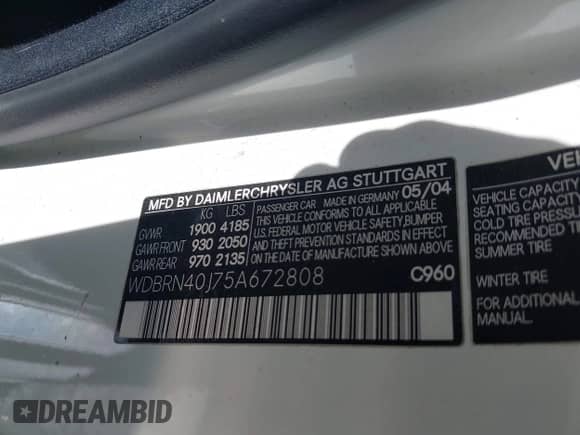 MFD BY DAIMLERCHRYSLER AG STUTTGART
PASSENGER CAR MADE IN GERMANY 05/04
KG LBS
GVWR 1900 4185
GAWR FRONT 930 2050
GAWR REAR 970 2135
THIS VEHICLE CONFORMS TO ALL APPLICABLE
U.S. FEDERAL MOTOR VEHICLE SAFETY, BUMPER
AND THEFT PREVENTION STANDARDS IN EFFECT
ON THE DATE OF MANUFACTURE SHOWN ABOVE
WDBRN40J75A672808 C960
VEHICLE CAPACITY
SEATING CAPACITY
COLD TIRE PRESSU
SUMMER TIRE
WINTER TIRE
FOR ADDITIONAL
MANUAL.
DREAMBID